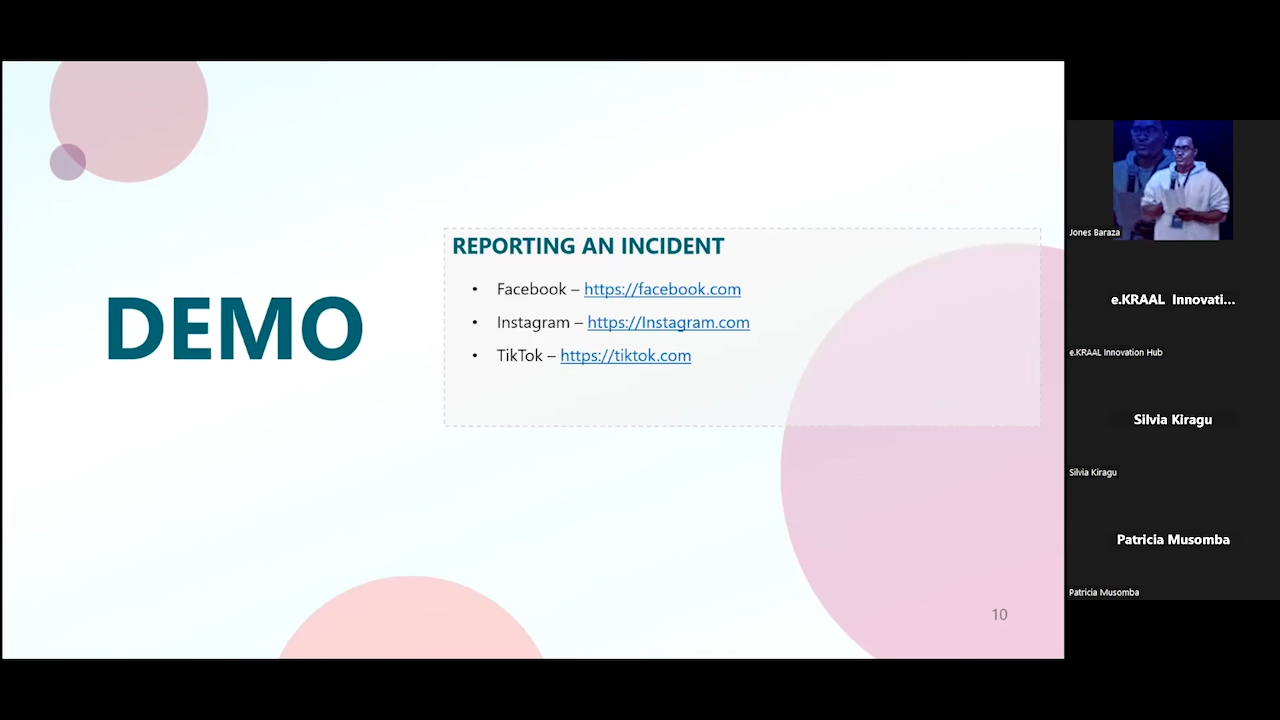 DEMO
REPORTING AN INCIDENT
• Facebook – https://facebook.com
• Instagram – https://Instagram.com
• TikTok – https://tiktok.com
10
Jones Baraza
e.KRAAL Innovati...
e.KRAAL Innovation Hub
Silvia Kiragu
Silvia Kiragu
Patricia Musomba
Patricia Musomba